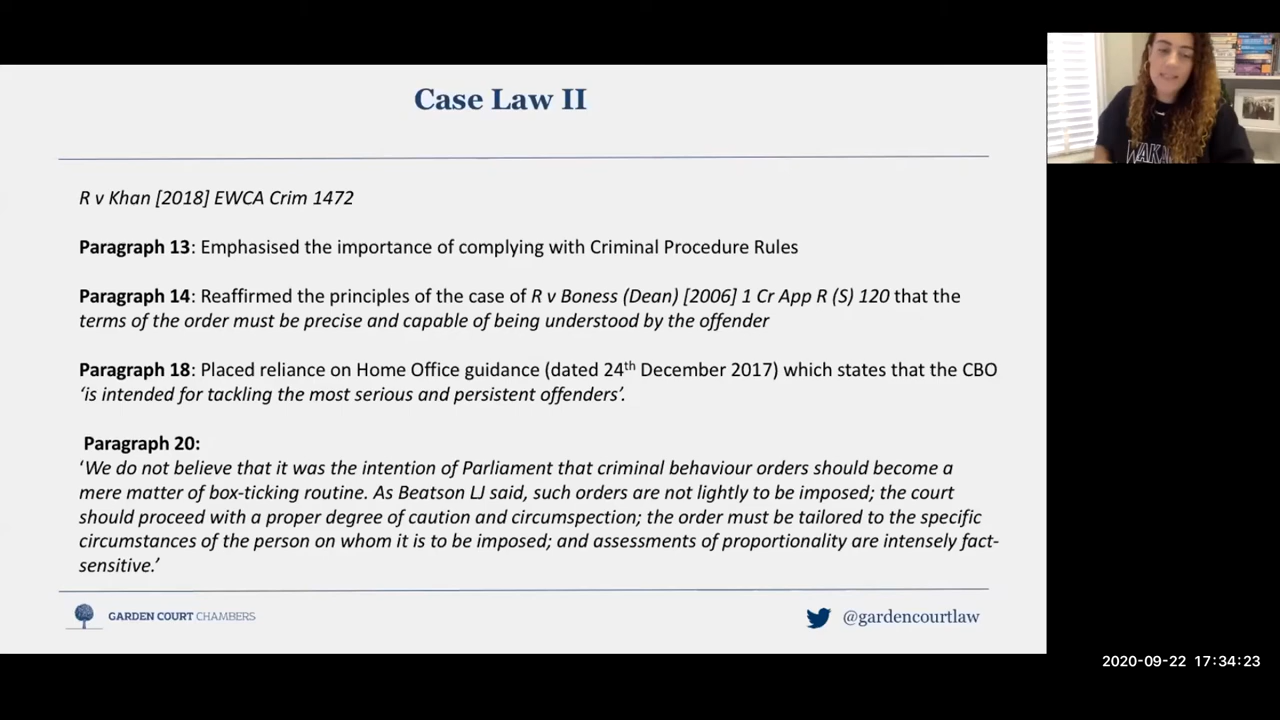 Case Law II
R v Khan [2018] EWCA Crim 1472
Paragraph 13: Emphasised the importance of complying with Criminal Procedure Rules
Paragraph 14: Reaffirmed the principles of the case of R v Boness (Dean) [2006] 1 Cr App R (S) 120 that the
terms of the order must be precise and capable of being understood by the offender
Paragraph 18: Placed reliance on Home Office guidance (dated 24th December 2017) which states that the CBO
‘is intended for tackling the most serious and persistent offenders’.
Paragraph 20:
‘We do not believe that it was the intention of Parliament that criminal behaviour orders should become a
mere matter of box-ticking routine. As Beatson LJ said, such orders are not lightly to be imposed; the court
should proceed with a proper degree of caution and circumspection; the order must be tailored to the specific
circumstances of the person on whom it is to be imposed; and assessments of proportionality are intensely fact-
sensitive.’
GARDEN COURT CHAMBERS
@gardencourtlaw
2020-09-22 17:34:23